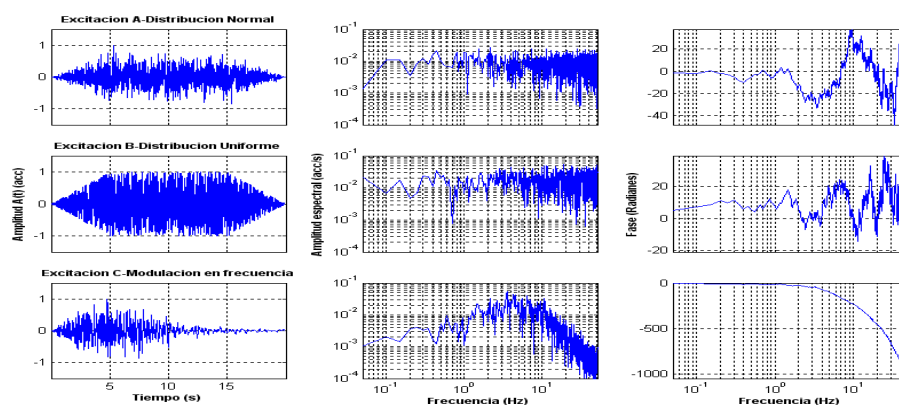 Excitacion A-Distribucion Normal
1
0
-1
10^-1
10^-2
10^-3
10^-4
20
0
-20
-40
Excitacion B-Distribucion Uniforme
Amplitud A(t) (acc)
1
0
-1
Amplitud espectral (acc/s)
10^-1
10^-2
10^-3
10^-4
Fase (Radianes)
20
0
-20
Excitacion C-Modulacion en frecuencia
1
0
-1
10^-1
10^-2
10^-3
10^-4
0
-500
-1000
5 10 15
Tiempo (s)
10^-1 10^0 10^1
Frecuencia (Hz)
10^-1 10^0 10^1
Frecuencia (Hz)